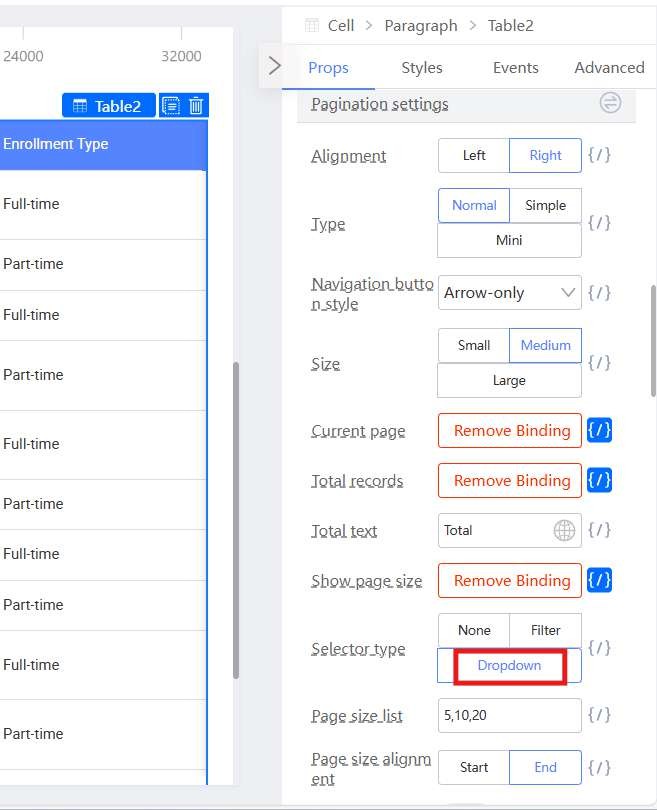 24000
32000
Table2
Enrollment Type
Full-time
Part-time
Full-time
Part-time
Full-time
Part-time
Full-time
Part-time
Full-time
Part-time
Cell > Paragraph > Table2
Props Styles Events Advanced
Pagination settings
Alignment Left Right {/}
Type Normal Simple {/}
Mini
Navigation butto
n style
Arrow-only {/}
Size Small Medium {/}
Large
Current page Remove Binding {/}
Total records Remove Binding {/}
Total text Total {/}
Show page size Remove Binding {/}
Selector type None Filter {/}
Dropdown
Page size list 5,10,20 {/}
Page size alignm
ent
Start End {/}